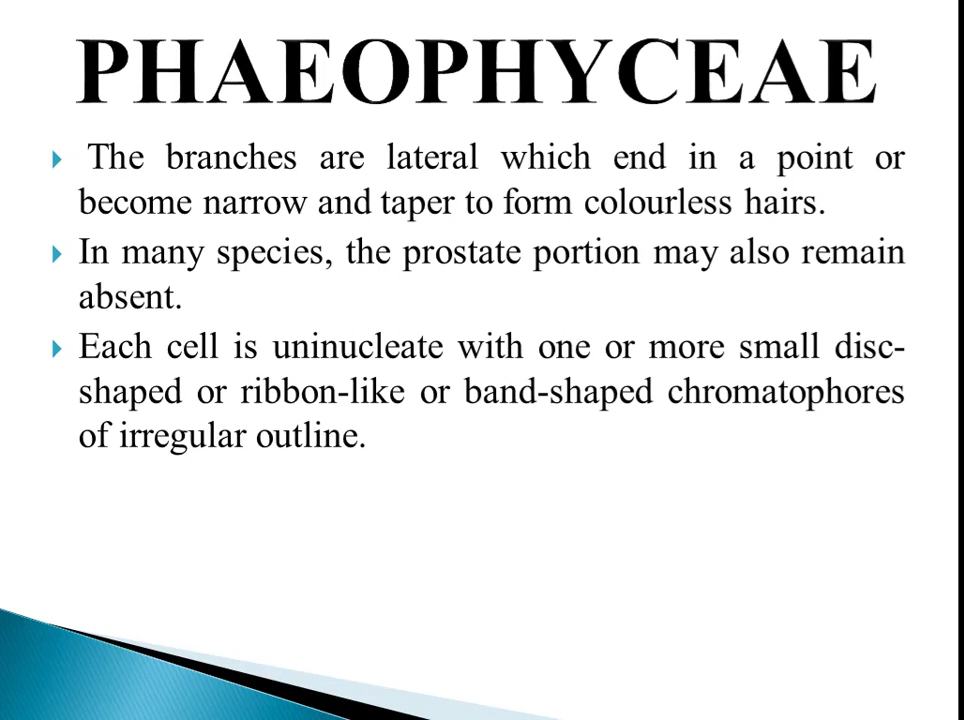 PHAEOPHYCEAE
The branches are lateral which end in a point or
become narrow and taper to form colourless hairs.
In many species, the prostate portion may also remain
absent.
Each cell is uninucleate with one or more small disc-
shaped or ribbon-like or band-shaped chromatophores
of irregular outline.